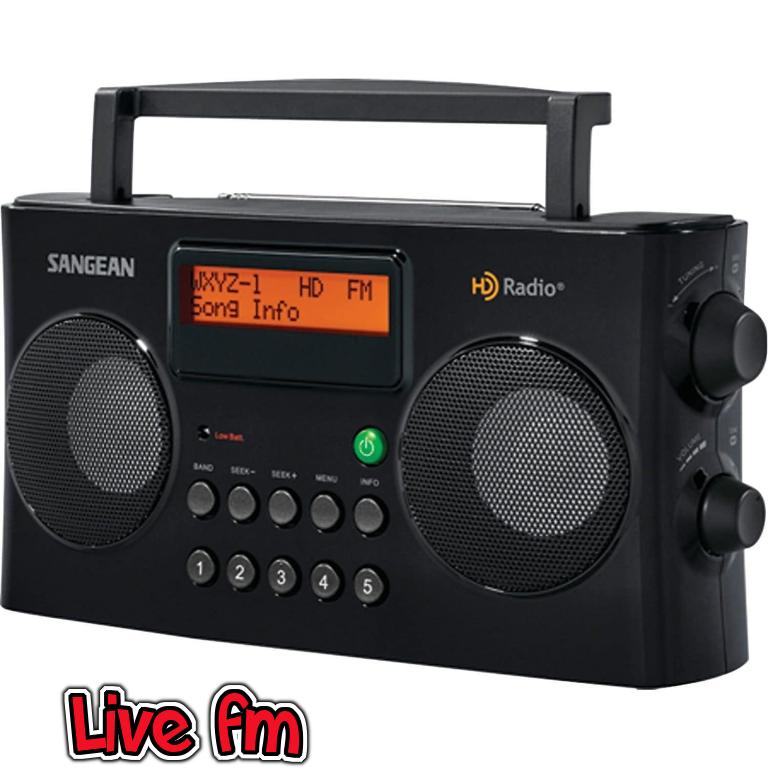 SANGEAN
WXYZ-1 HD FM
Song Info
HD Radio®
TUNING
Low Batt.
VOLUME
BAND SEEK- SEEK+ MENU INFO
1 2 3 4 5
Live fm